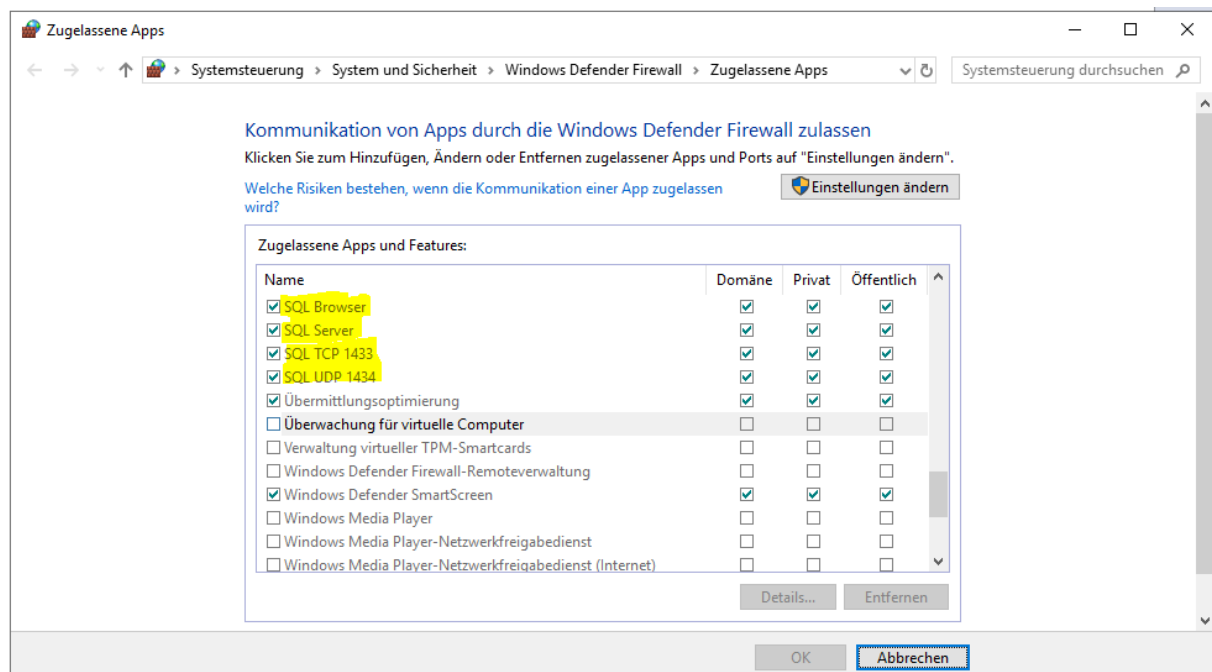 Zugelassene Apps
Systemsteuerung > System und Sicherheit > Windows Defender Firewall > Zugelassene Apps
Systemsteuerung durchsuchen
Kommunikation von Apps durch die Windows Defender Firewall zulassen
Klicken Sie zum Hinzufügen, Ändern oder Entfernen zugelassener Apps und Ports auf "Einstellungen ändern".
Welche Risiken bestehen, wenn die Kommunikation einer App zugelassen
wird?
Einstellungen ändern
Zugelassene Apps und Features:
Name Domäne Privat Öffentlich
SQL Browser
SQL Server
SQL TCP 1433
SQL UDP 1434
Übermittlungsoptimierung
Überwachung für virtuelle Computer
Verwaltung virtueller TPM-Smartcards
Windows Defender Firewall-Remoteverwaltung
Windows Defender SmartScreen
Windows Media Player
Windows Media Player-Netzwerkfreigabedienst
Windows Media Player-Netzwerkfreigabedienst (Internet)
Details... Entfernen
OK Abbrechen